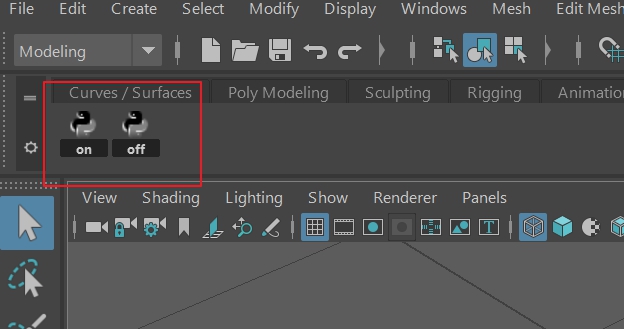 File Edit Create Select Modify Display Windows Mesh Edit Mesh
Modeling
Curves / Surfaces Poly Modeling Sculpting Rigging
on off
View Shading Lighting Show Renderer Panels
T